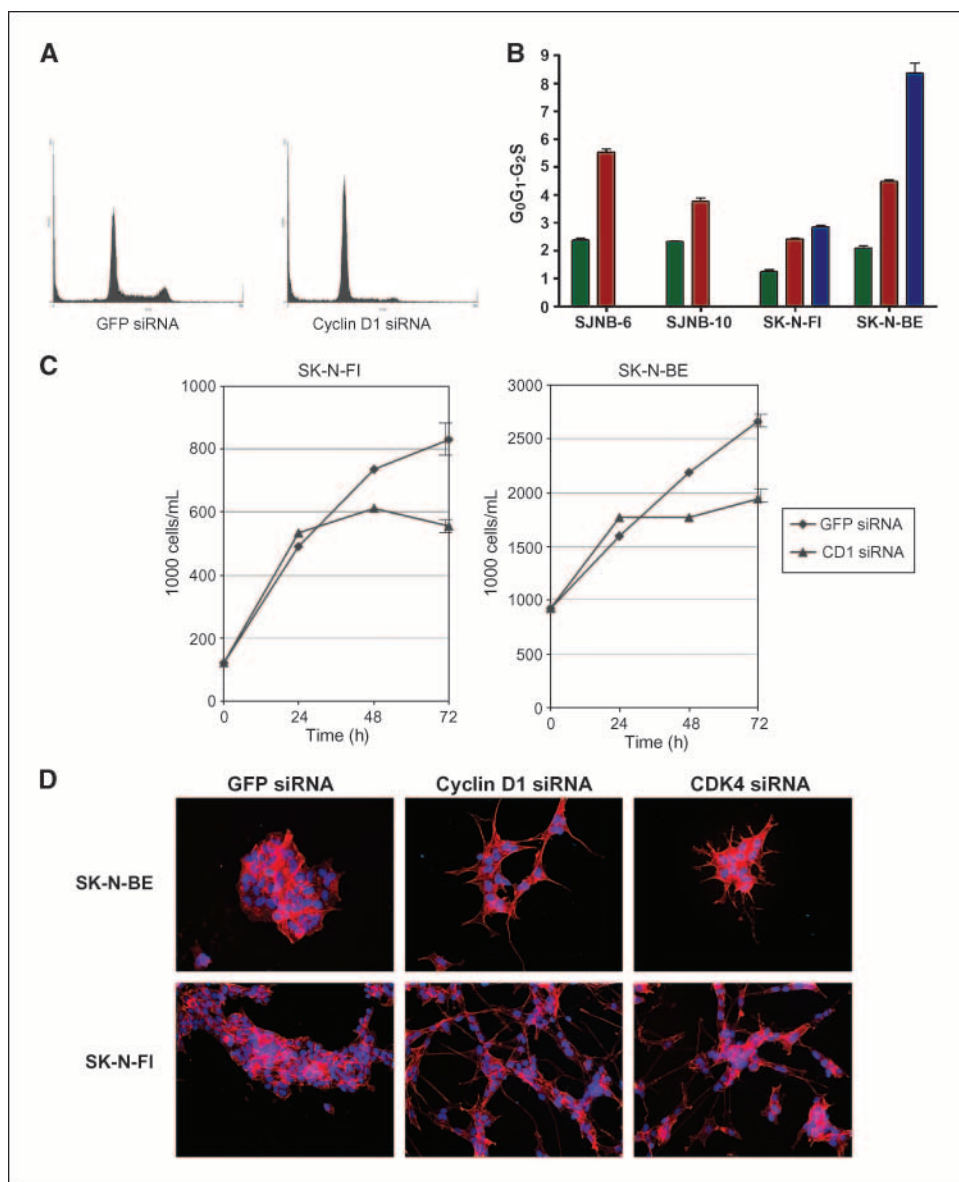 A
GFP siRNA
Cyclin D1 siRNA
B
G₀G₁-G₂S
9
8
7
6
5
4
3
2
1
0
SJNB-6
SJNB-10
SK-N-FI
SK-N-BE
C
SK-N-FI
1000 cells/mL
1000
800
600
400
200
0
0
24
48
72
Time (h)
SK-N-BE
1000 cells/mL
3000
2500
2000
1500
1000
500
0
0
24
48
72
Time (h)
GFP siRNA
CD1 siRNA
D
GFP siRNA
Cyclin D1 siRNA
CDK4 siRNA
SK-N-BE
SK-N-FI